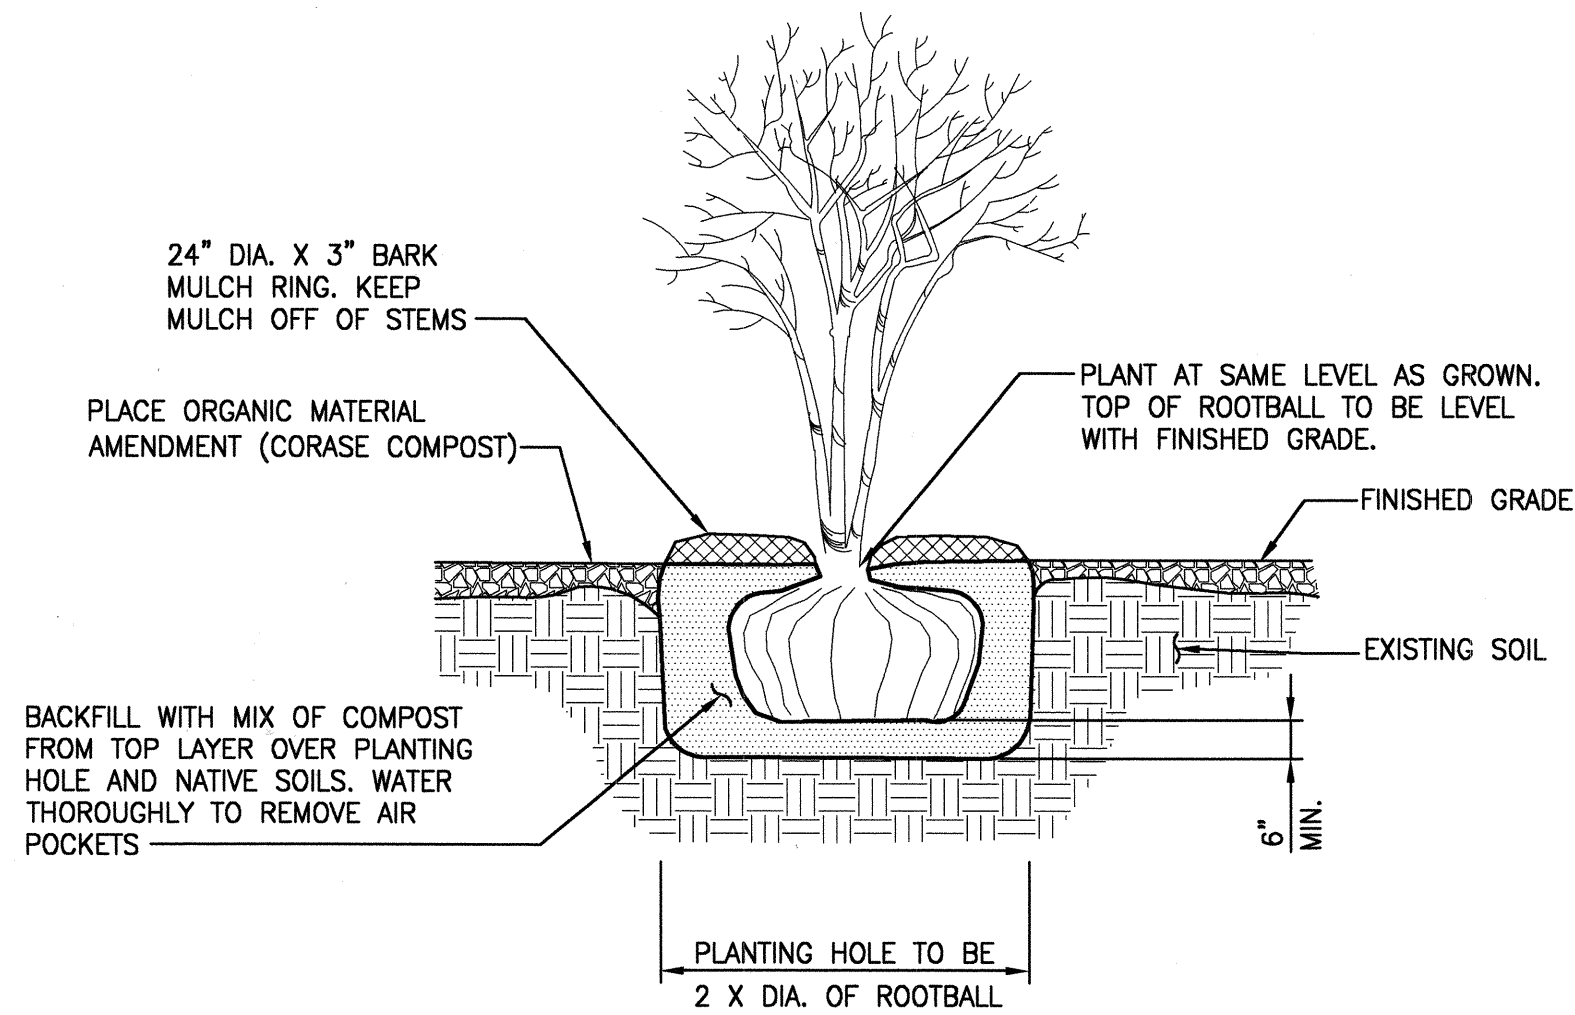 24" DIA. X 3" BARK
MULCH RING. KEEP
MULCH OFF OF STEMS
PLACE ORGANIC MATERIAL
AMENDMENT (CORASE COMPOST)
PLANT AT SAME LEVEL AS GROWN.
TOP OF ROOTBALL TO BE LEVEL
WITH FINISHED GRADE.
FINISHED GRADE
EXISTING SOIL
BACKFILL WITH MIX OF COMPOST
FROM TOP LAYER OVER PLANTING
HOLE AND NATIVE SOILS. WATER
THOROUGHLY TO REMOVE AIR
POCKETS
6"
MIN.
PLANTING HOLE TO BE
2 X DIA. OF ROOTBALL